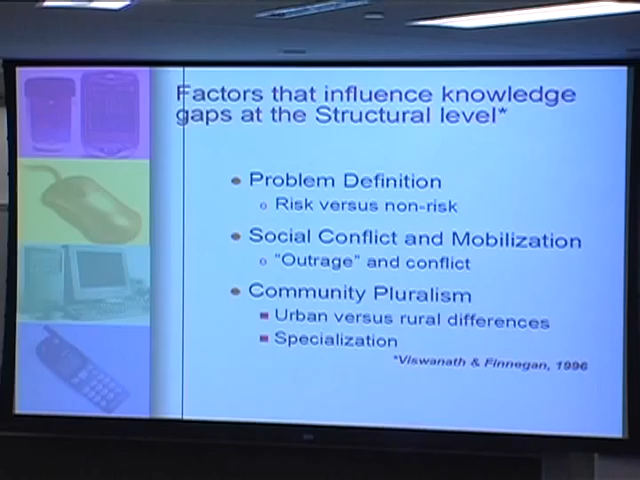 Factors that influence knowledge
gaps at the Structural level*
Problem Definition
Risk versus non-risk
Social Conflict and Mobilization
"Outrage" and conflict
Community Pluralism
Urban versus rural differences
Specialization
*Viswanath & Finnegan, 1996